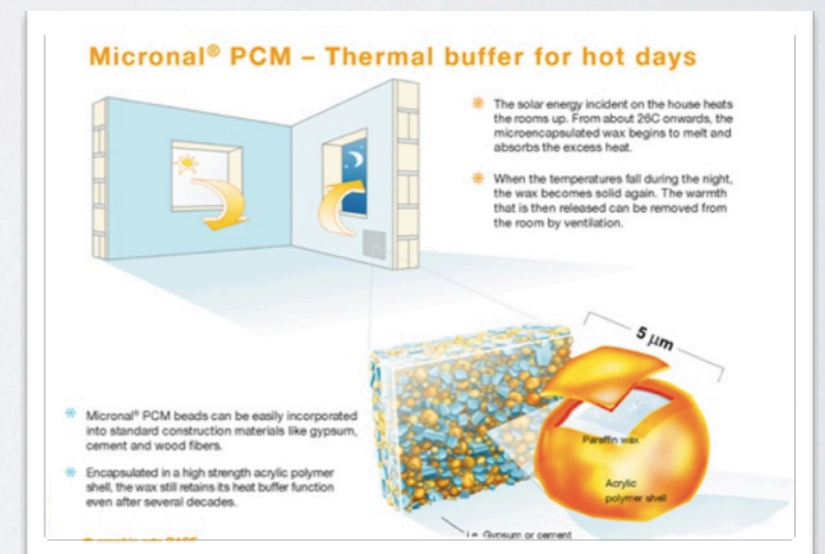 Micronal® PCM – Thermal buffer for hot days
The solar energy incident on the house heats
the rooms up. From about 26C onwards, the
microencapsulated wax begins to melt and
absorbs the excess heat.
When the temperatures fall during the night,
the wax becomes solid again. The warmth
that is then released can be removed from
the room by ventilation.
5 µm
Micronal® PCM beads can be easily incorporated
into standard construction materials like gypsum,
cement and wood fibers.
Encapsulated in a high strength acrylic polymer
shell, the wax still retains its heat buffer function
even after several decades.
Paraffin wax
Acrylic
polymer shell
Gypsum or cement